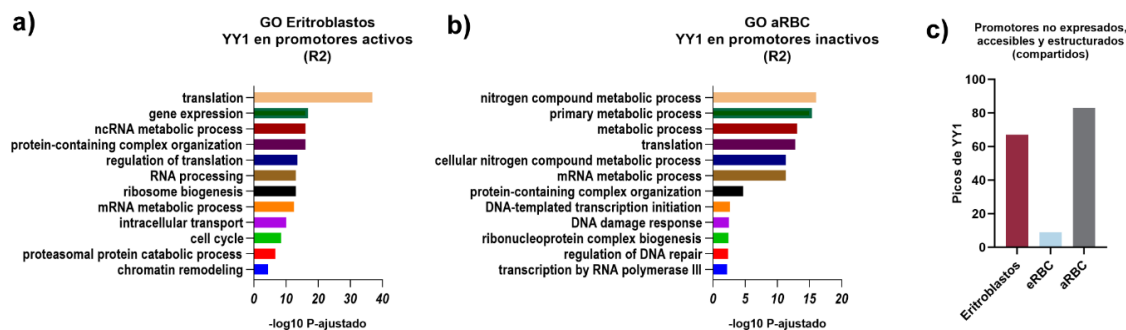 a)
GO Eritroblastos
YY1 en promotores activos
(R2)
translation
gene expression
ncRNA metabolic process
protein-containing complex organization
regulation of translation
RNA processing
ribosome biogenesis
mRNA metabolic process
intracellular transport
cell cycle
proteasomal protein catabolic process
chromatin remodeling
0 10 20 30 40
-log10 P-ajustado
b)
GO aRBC
YY1 en promotores inactivos
(R2)
nitrogen compound metabolic process
primary metabolic process
metabolic process
translation
cellular nitrogen compound metabolic process
mRNA metabolic process
protein-containing complex organization
DNA-templated transcription initiation
DNA damage response
ribonucleoprotein complex biogenesis
regulation of DNA repair
transcription by RNA polymerase III
0 5 10 15 20
-log10 P-ajustado
c)
Promotores no expresados,
accesibles y estructurados
(compartidos)
Picos de YY1
100
80
60
40
20
0
Eritroblastos
eRBC
aRBC